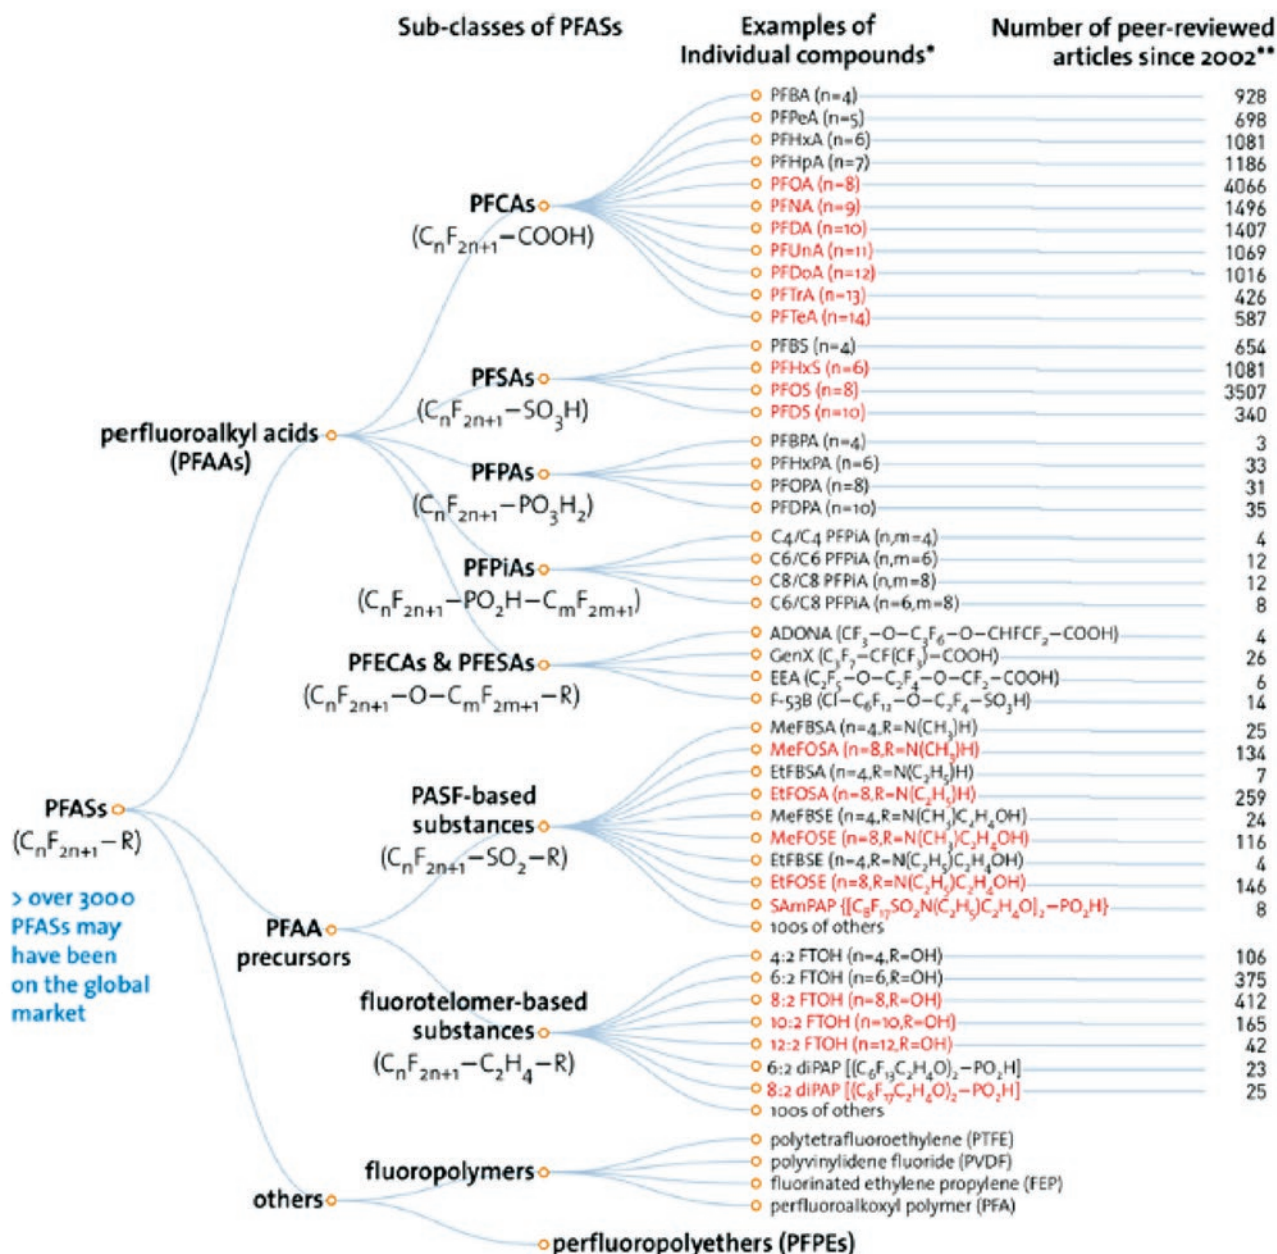 Sub-classes of PFASs
Examples of
Individual compounds*
Number of peer-reviewed
articles since 2002**
PFBA (n=4) 928
PFPeA (n=5) 698
PFHxA (n=6) 1081
PFHpA (n=7) 1186
PFOA (n=8) 4066
PFNA (n=9) 1496
PFDA (n=10) 1407
PFUnA (n=11) 1069
PFDoA (n=12) 1016
PFTrA (n=13) 426
PFTeA (n=14) 587
PFCAs
(CₙF₂ₙ₊₁–COOH)
PFBS (n=4) 654
PFHxS (n=6) 1081
PFOS (n=8) 3507
PFDS (n=10) 340
PFSAs
(CₙF₂ₙ₊₁–SO₃H)
perfluoroalkyl acids
(PFAAs)
PFBPA (n=4) 3
PFHxPA (n=6) 33
PFOPA (n=8) 31
PFDPA (n=10) 35
PFPAs
(CₙF₂ₙ₊₁–PO₃H₂)
C4/C4 PFPiA (n,m=4) 4
C6/C6 PFPiA (n,m=6) 12
C8/C8 PFPiA (n,m=8) 12
C6/C8 PFPiA (n=6,m=8) 8
PFPiAs
(CₙF₂ₙ₊₁–PO₂H–CₘF₂ₘ₊₁)
ADONA (CF₃–O–C₃F₆–O–CHFCF₂–COOH) 4
GenX (C₃F₇–CF(CF₃)–COOH) 26
EEA (C₂F₅–O–C₂F₄–O–CF₂–COOH) 6
F-53B (Cl–C₆F₁₂–O–C₂F₄–SO₃H) 14
PFECAs & PFESAs
(CₙF₂ₙ₊₁–O–CₘF₂ₘ₊₁–R)
MeFBSA (n=4,R=N(CH₃)H) 25
MeFOSA (n=8,R=N(CH₃)H) 134
EtFBSA (n=4,R=N(C₂H₅)H) 7
EtFOSA (n=8,R=N(C₂H₅)H) 259
MeFBSE (n=4,R=N(CH₃)C₂H₄OH) 24
MeFOSE (n=8,R=N(CH₃)C₂H₄OH) 116
EtFBSE (n=4,R=N(C₂H₅)C₂H₄OH) 4
EtFOSE (n=8,R=N(C₂H₅)C₂H₄OH) 146
SAmPAP {[C₈F₁₇SO₂N(C₂H₅)C₂H₄O]₂–PO₂H} 8
100s of others
PASF-based
substances
(CₙF₂ₙ₊₁–SO₂–R)
PFASs
(CₙF₂ₙ₊₁–R)
> over 3000
PFASs may
have been
on the global
market
PFAA
precursors
4:2 FTOH (n=4,R=OH) 106
6:2 FTOH (n=6,R=OH) 375
8:2 FTOH (n=8,R=OH) 412
10:2 FTOH (n=10,R=OH) 165
12:2 FTOH (n=12,R=OH) 42
6:2 diPAP [(C₆F₁₃C₂H₄O)₂–PO₂H] 23
8:2 diPAP [(C₈F₁₇C₂H₄O)₂–PO₂H] 25
100s of others
fluorotelomer-based
substances
(CₙF₂ₙ₊₁–C₂H₄–R)
polytetrafluoroethylene (PTFE)
polyvinylidene fluoride (PVDF)
fluorinated ethylene propylene (FEP)
perfluoroalkoxyl polymer (PFA)
fluoropolymers
others
perfluoropolyethers (PFPEs)